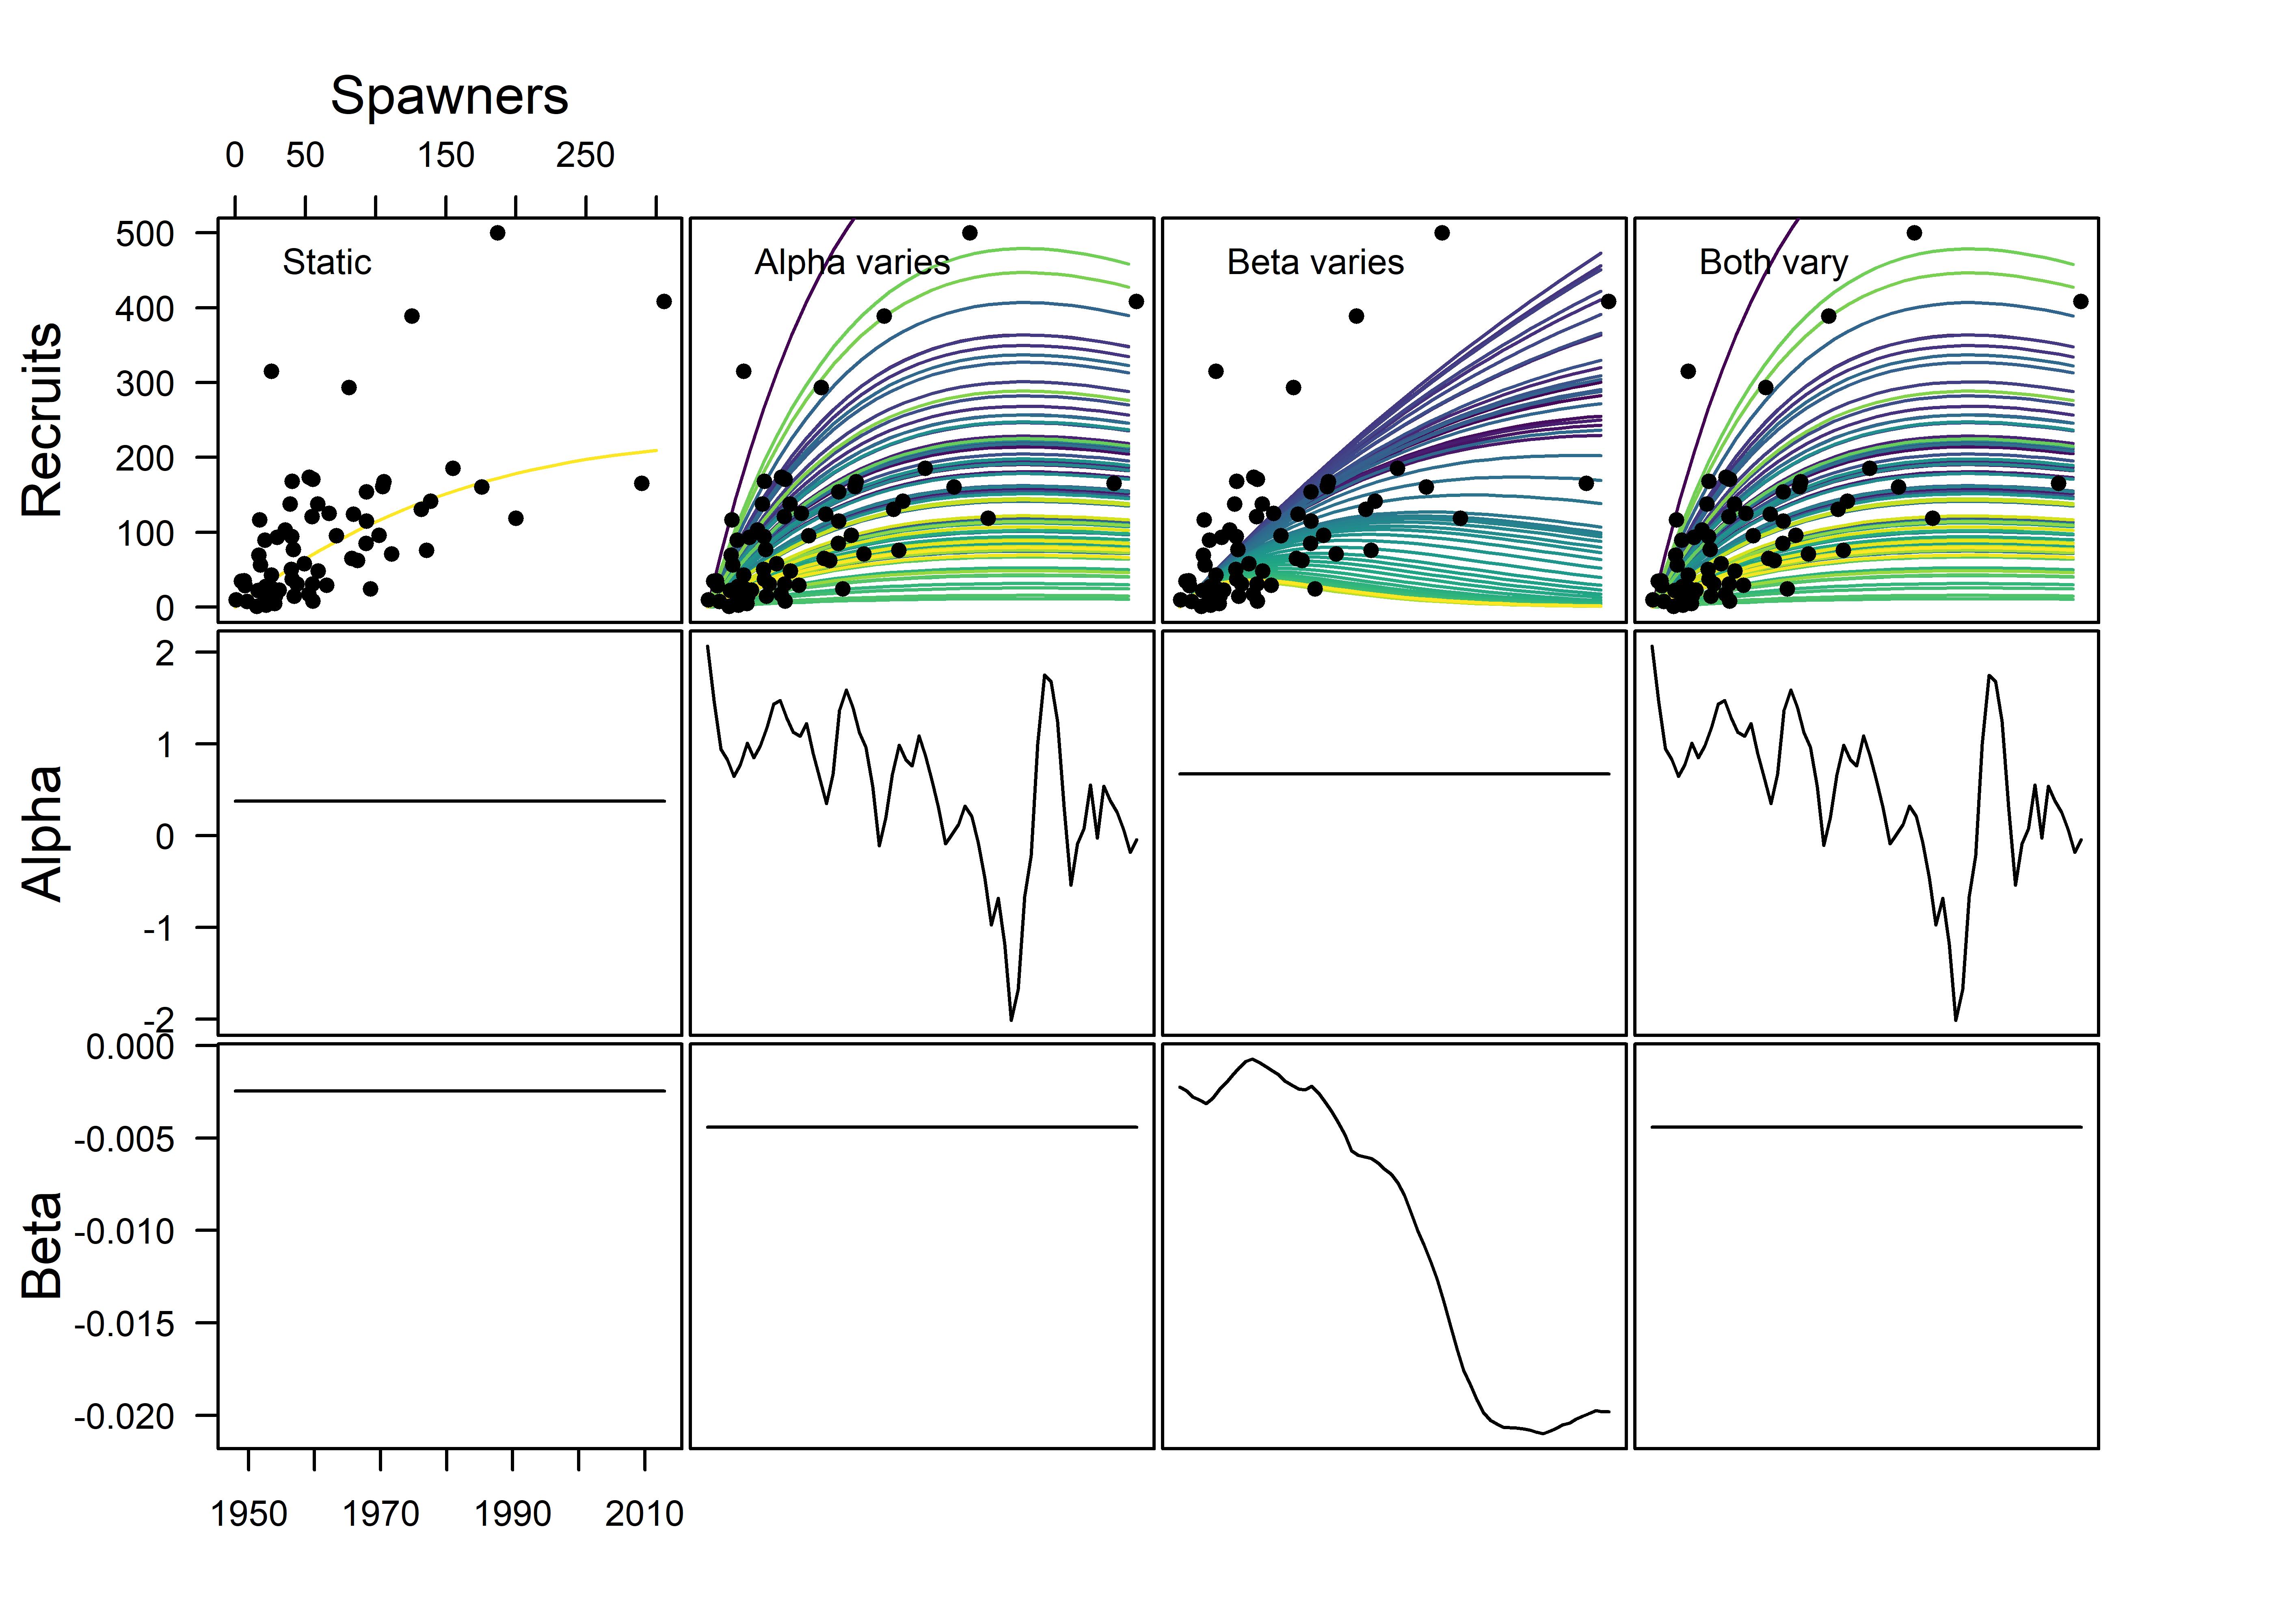 Spawners
0 50 150 250
Recruits
500
400
300
200
100
0
Static
Alpha varies
Beta varies
Both vary
Alpha
2
1
0
-1
-2
Beta
0.000
-0.005
-0.010
-0.015
-0.020
1950 1970 1990 2010